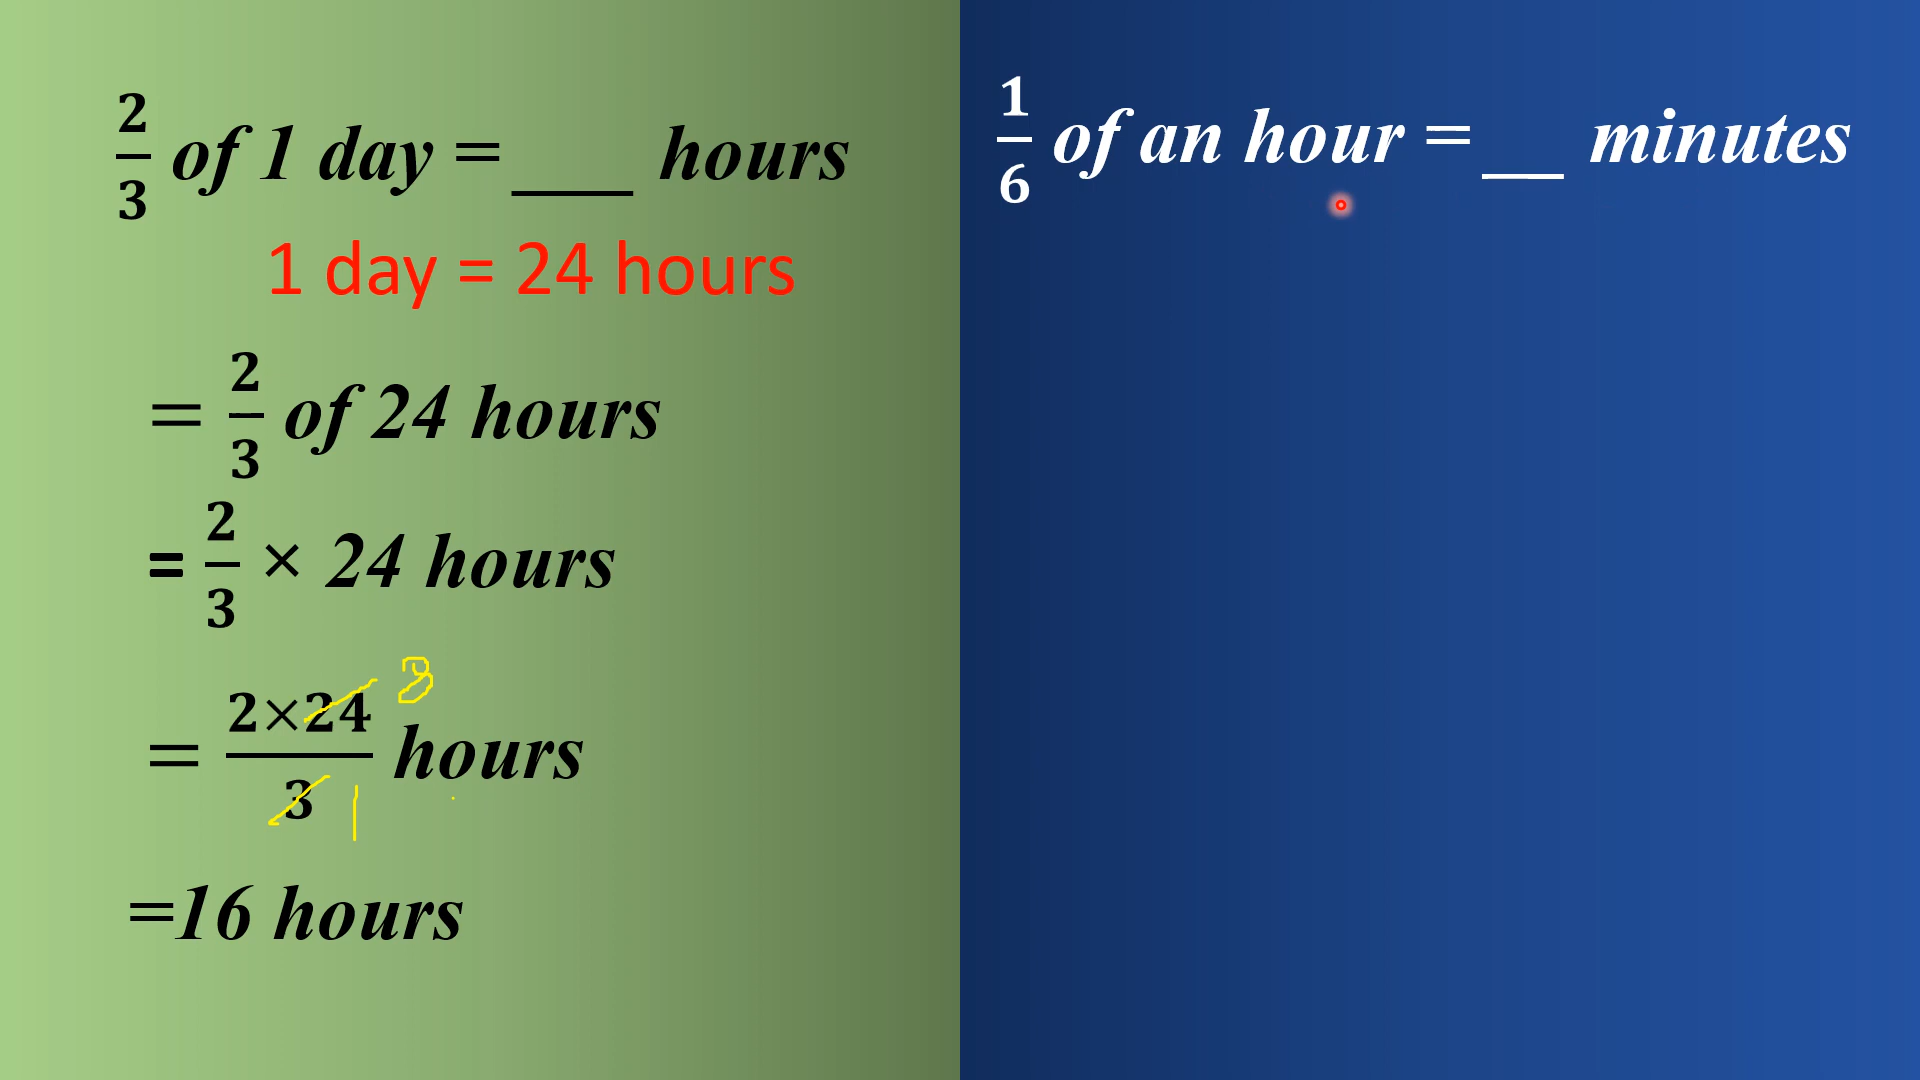 2/3 of 1 day = ___ hours
1 day = 24 hours
= 2/3 of 24 hours
= 2/3 × 24 hours
= 2×24/3 hours
8
1
=16 hours
1/6 of an hour = __ minutes